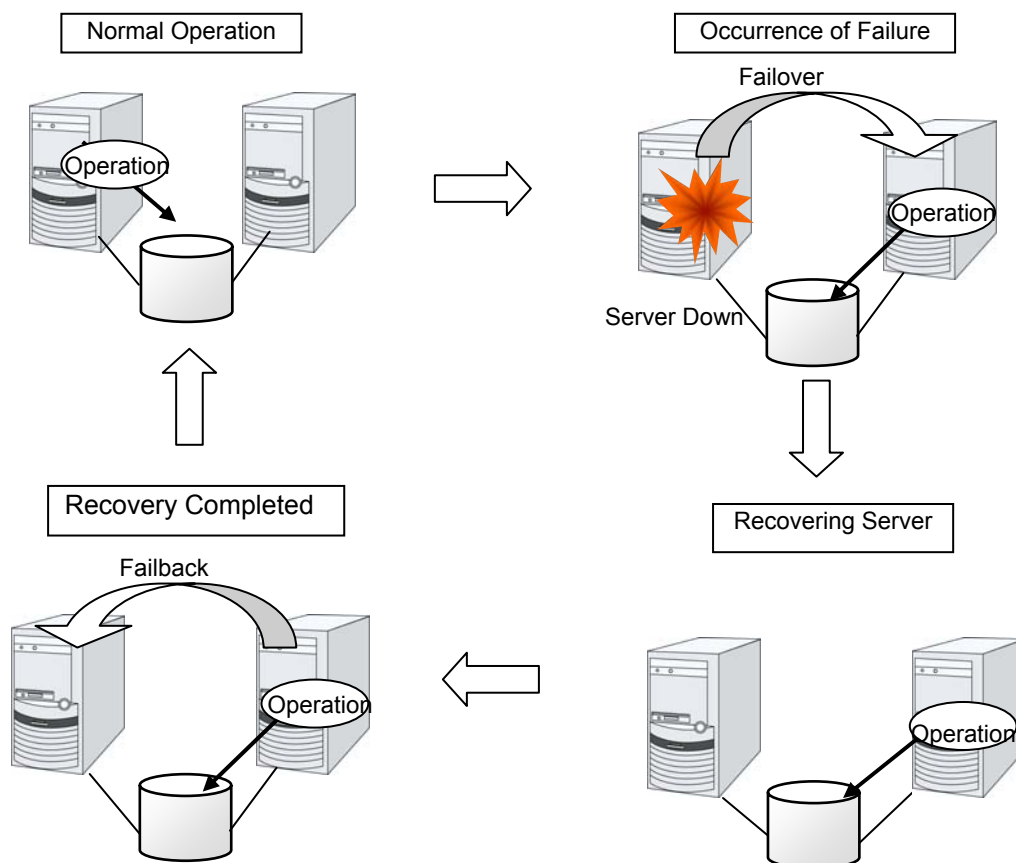 Normal Operation
Occurrence of Failure
Failover
Operation
Operation
Server Down
Recovery Completed
Recovering Server
Failback
Operation
Operation